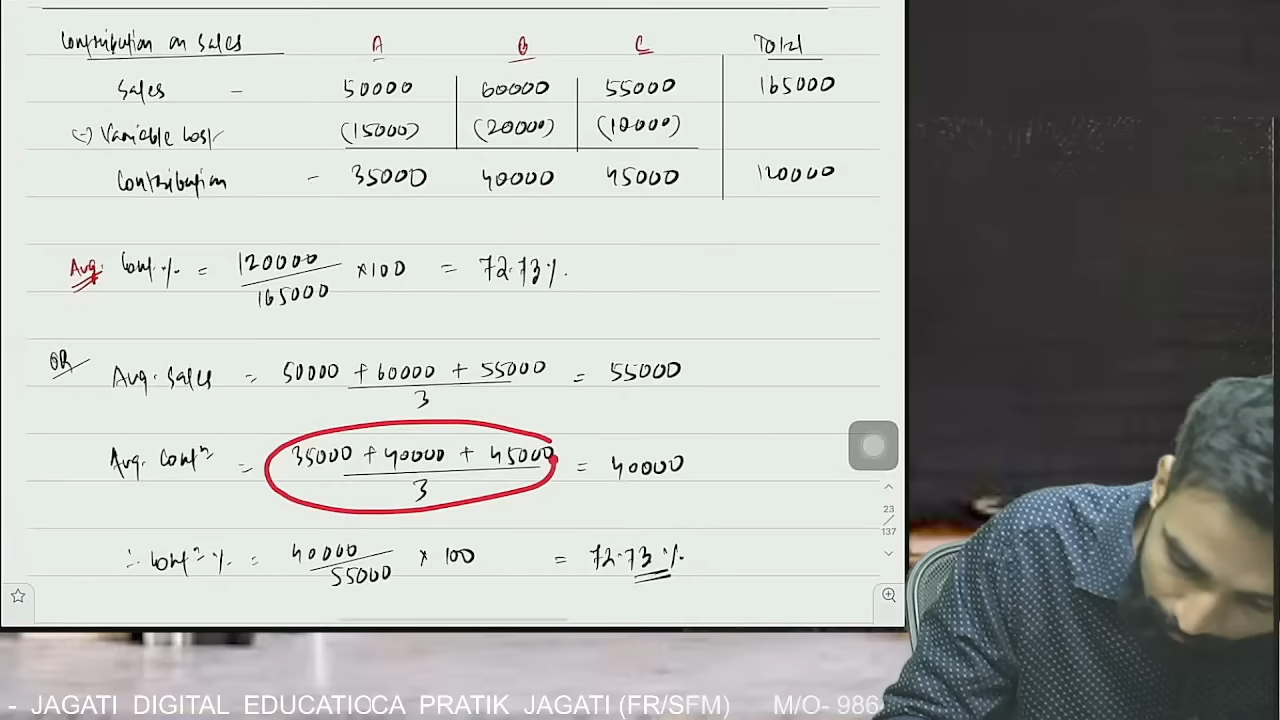 Contribution on Sales A B C Total
Sales - 50000 60000 55000 165000
(-) Variable Cost (15000) (20000) (10000)
Contribution - 35000 40000 45000 120000
Avg. Cont.% = 120000 / 165000 ×100 = 72.73%.
OR Avg. Sales = 50000 + 60000 + 55000 / 3 = 55000
Avg. Contⁿ = 35000 + 40000 + 45000 / 3 = 40000
∴ Contⁿ % = 40000 / 55000 × 100 = 72.73%
23 / 137
- JAGATI DIGITAL EDUCATIOCA PRATIK JAGATI (FR/SFM) M/O- 986